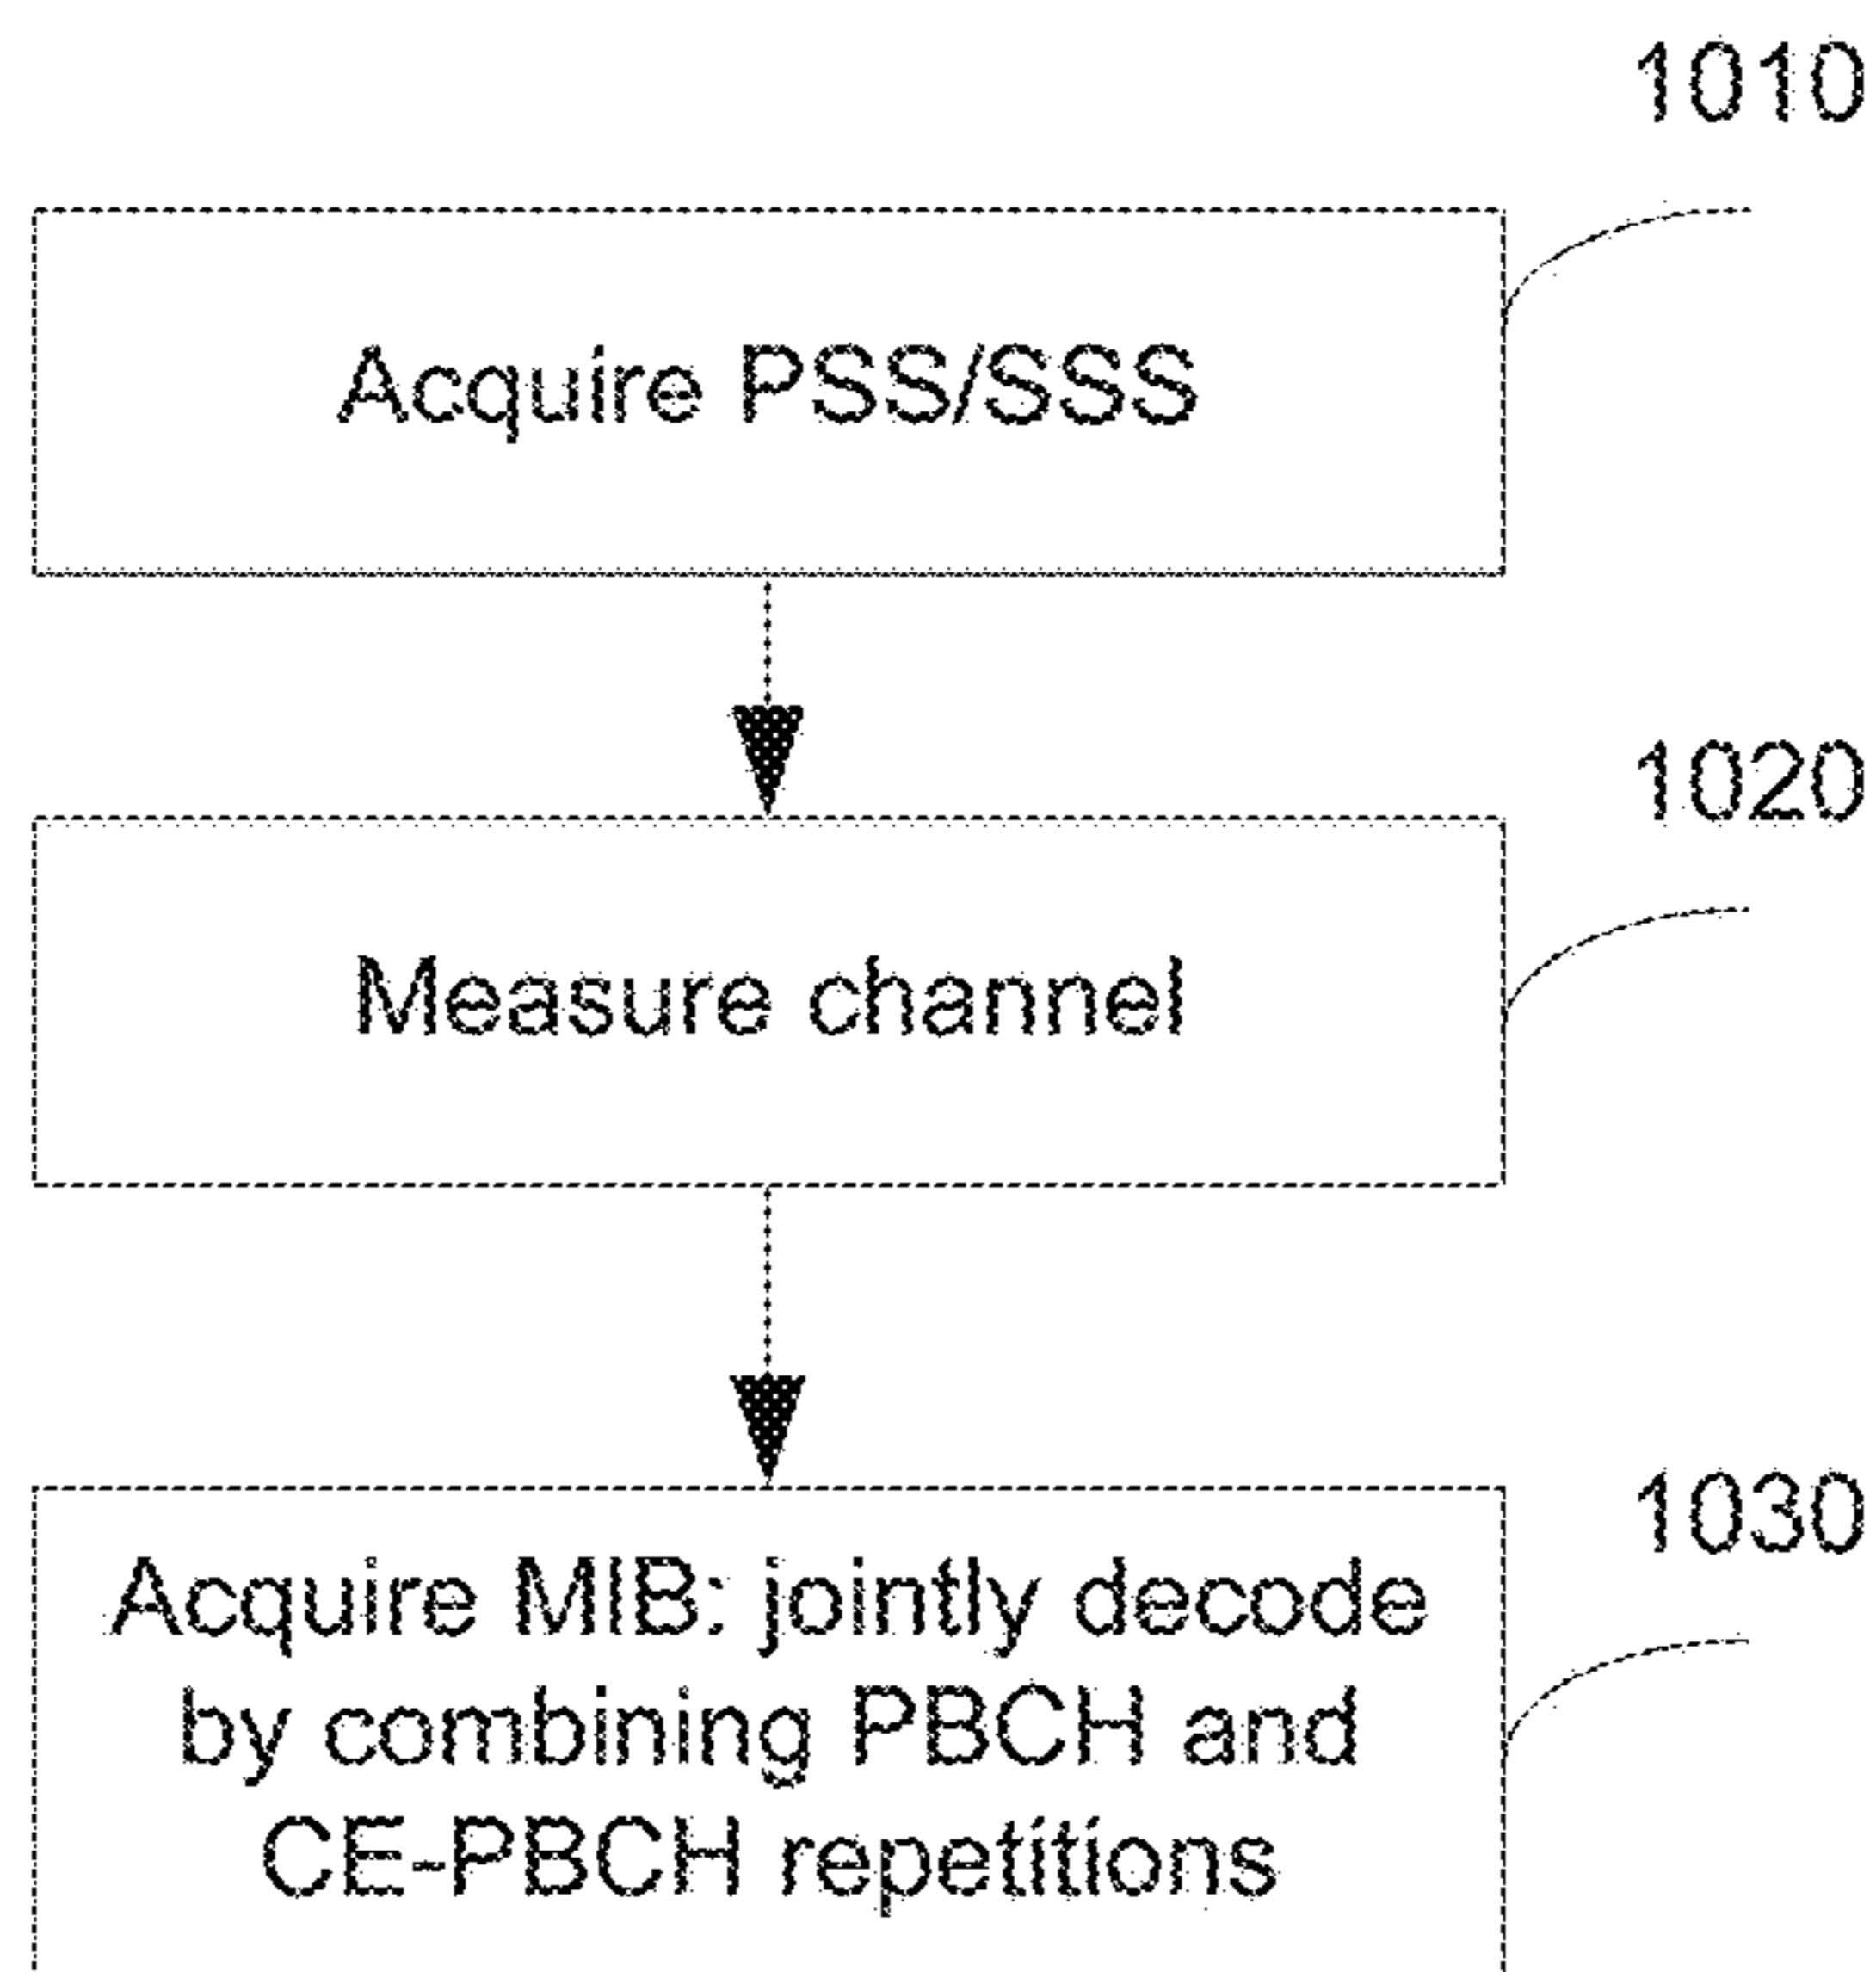 1010
Acquire PSS/SSS
1020
Measure channel
1030
Acquire MIB: jointly decode
by combining PBCH and
CE-PBCH repetitions